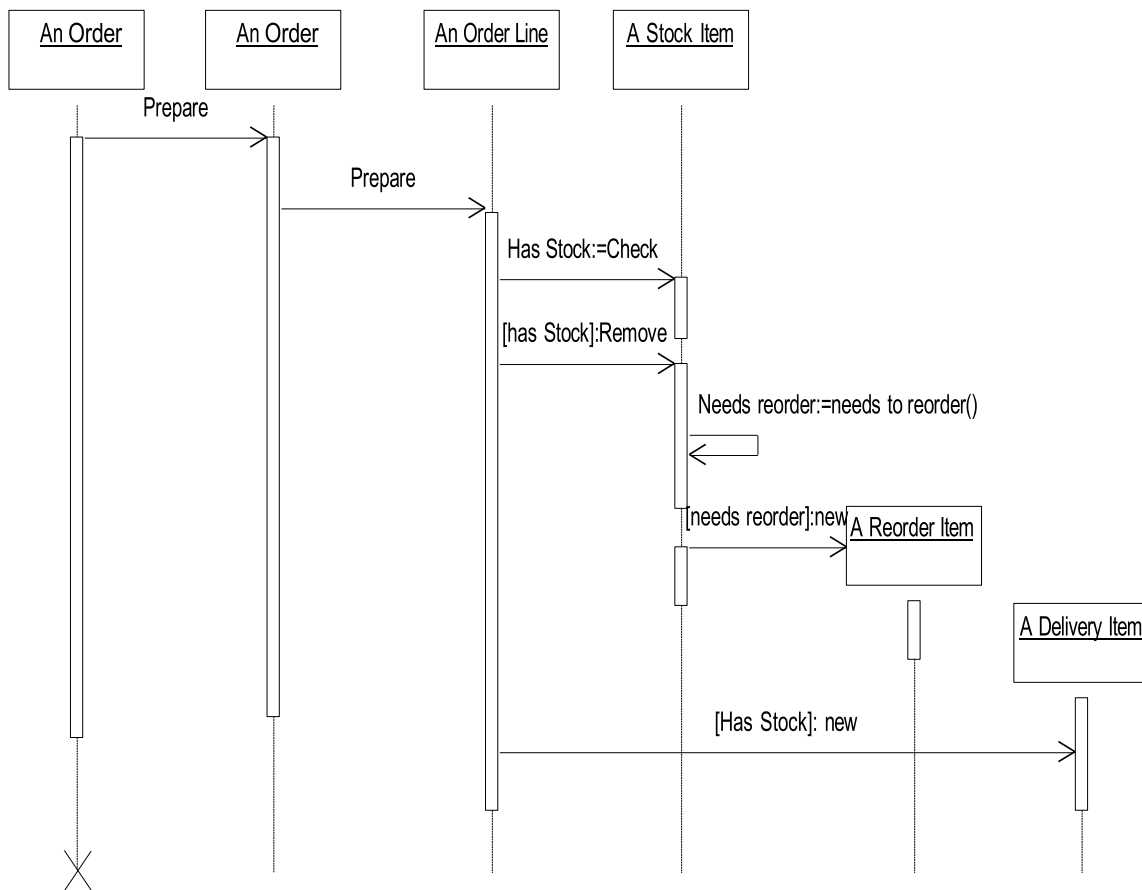 An Order
An Order
An Order Line
A Stock Item
Prepare
Prepare
Has Stock:=Check
[has Stock]:Remove
Needs reorder:=needs to reorder()
[needs reorder]:new
A Reorder Item
A Delivery Item
[Has Stock]: new